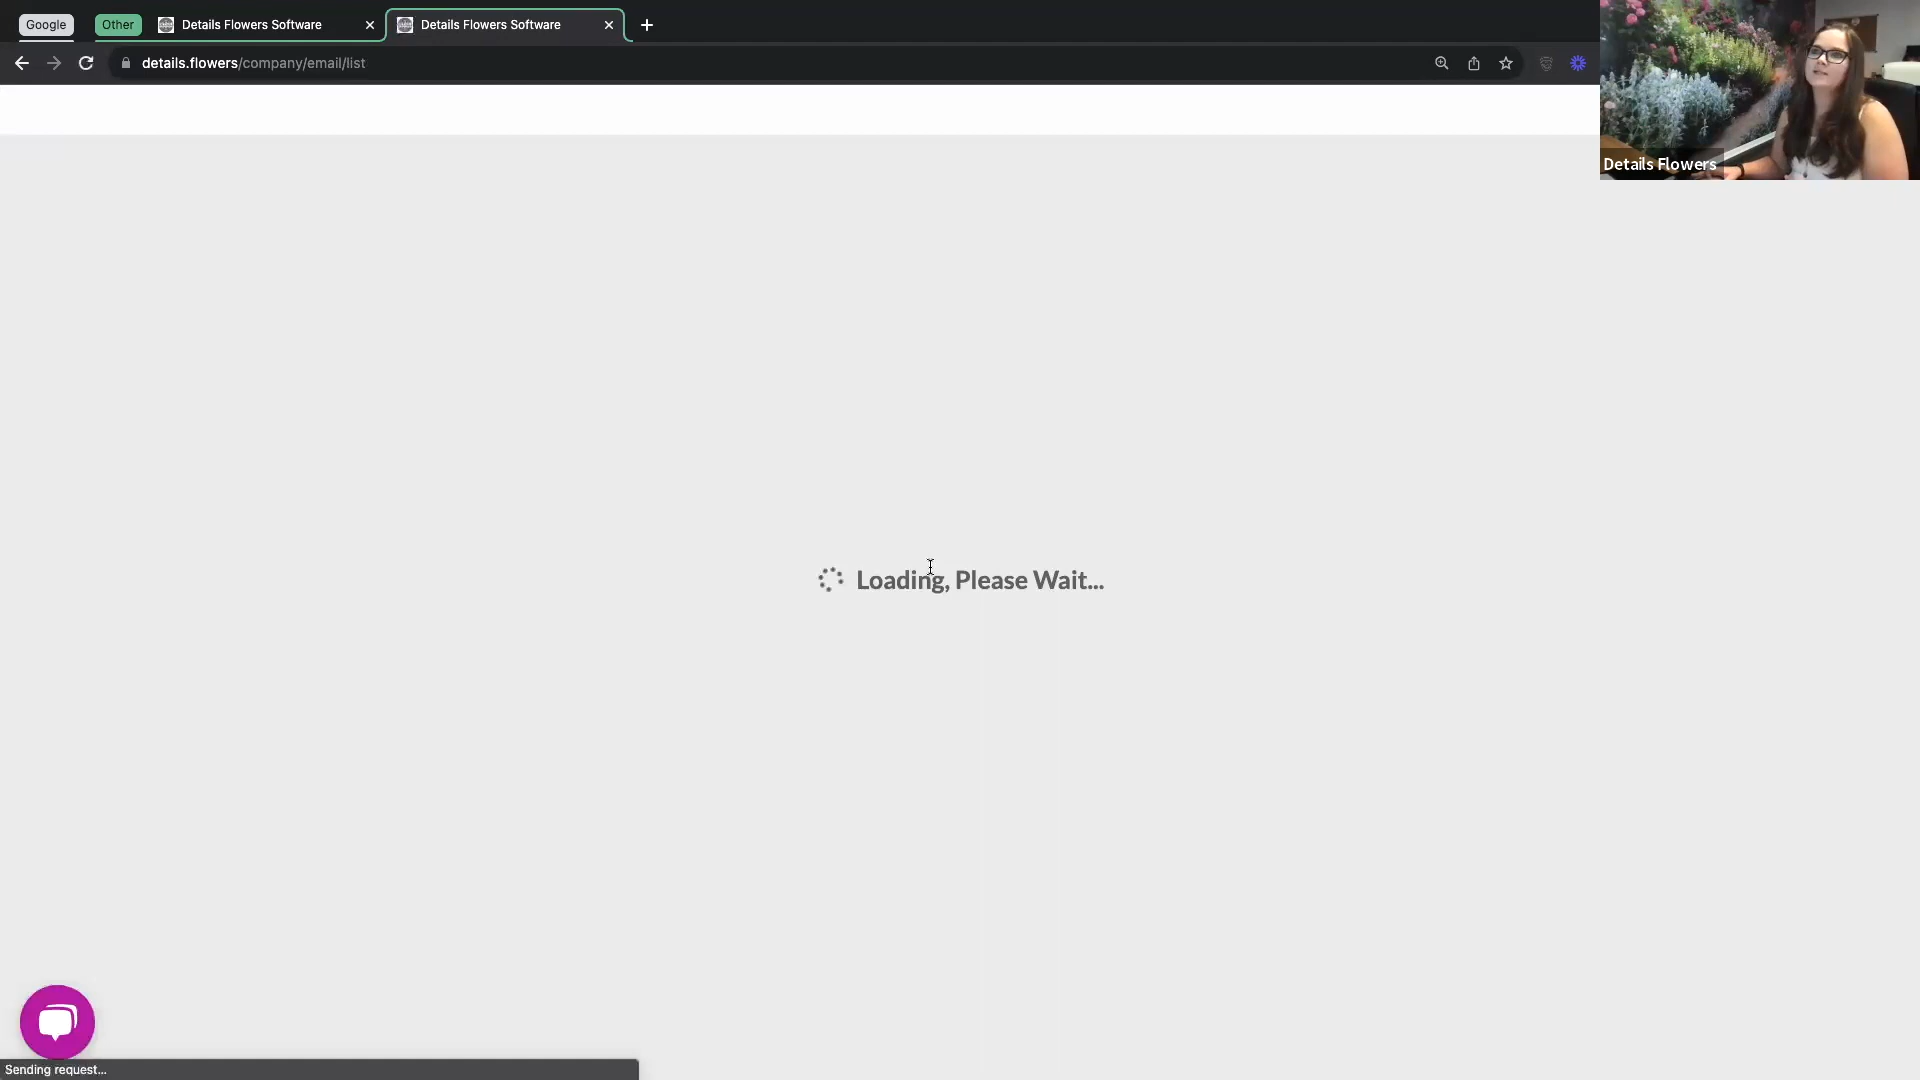 Google
Other
Details Flowers Software
Details Flowers Software
details.flowers/company/email/list
Details Flowers
Loading, Please Wait...
Sending request...